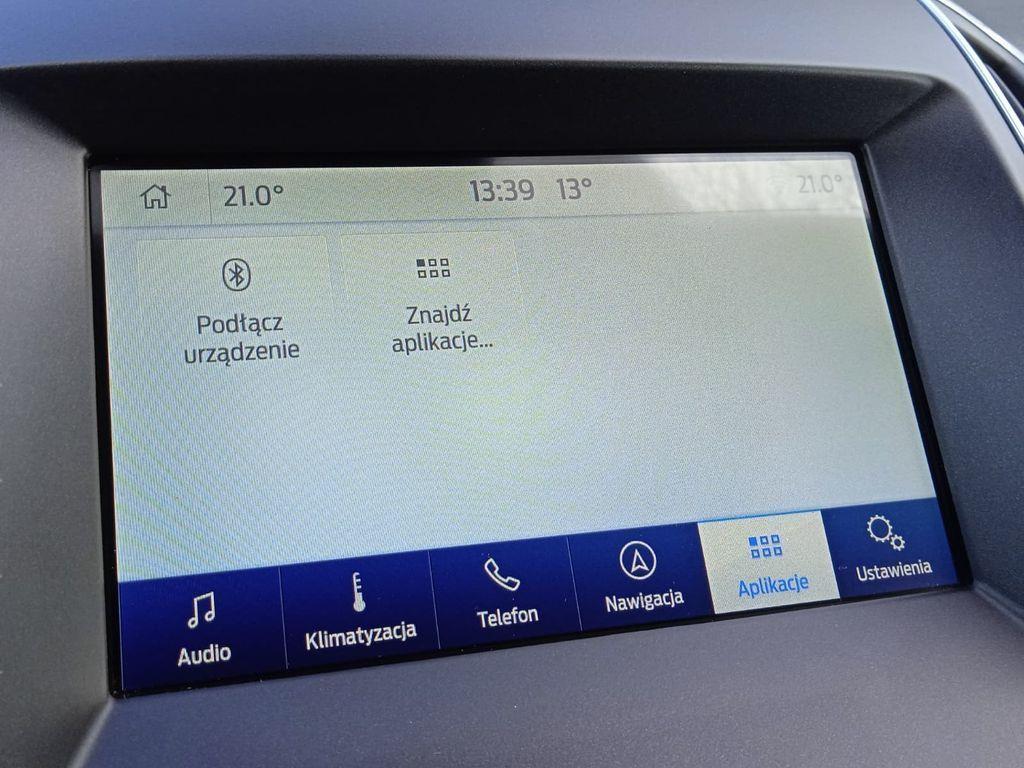 21.0° 13:39 13° 21.0°
Podłącz
urządzenie
Znajdź
aplikacje...
Audio
Klimatyzacja
Telefon
Nawigacja
Aplikacje
Ustawienia